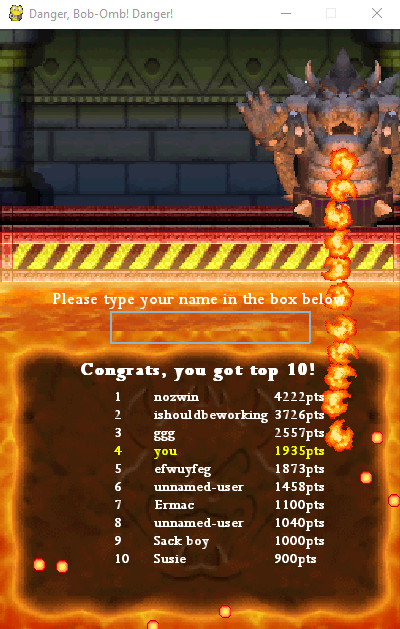 Danger, Bob-Omb! Danger!
Please type your name in the box below
Congrats, you got top 10!
1 nozwin 4222pts
2 ishouldbeworking 3726pts
3 ggg 2557pts
4 you 1935pts
5 efwuyfeg 1873pts
6 unnamed-user 1458pts
7 Ermac 1100pts
8 unnamed-user 1040pts
9 Sack boy 1000pts
10 Susie 900pts